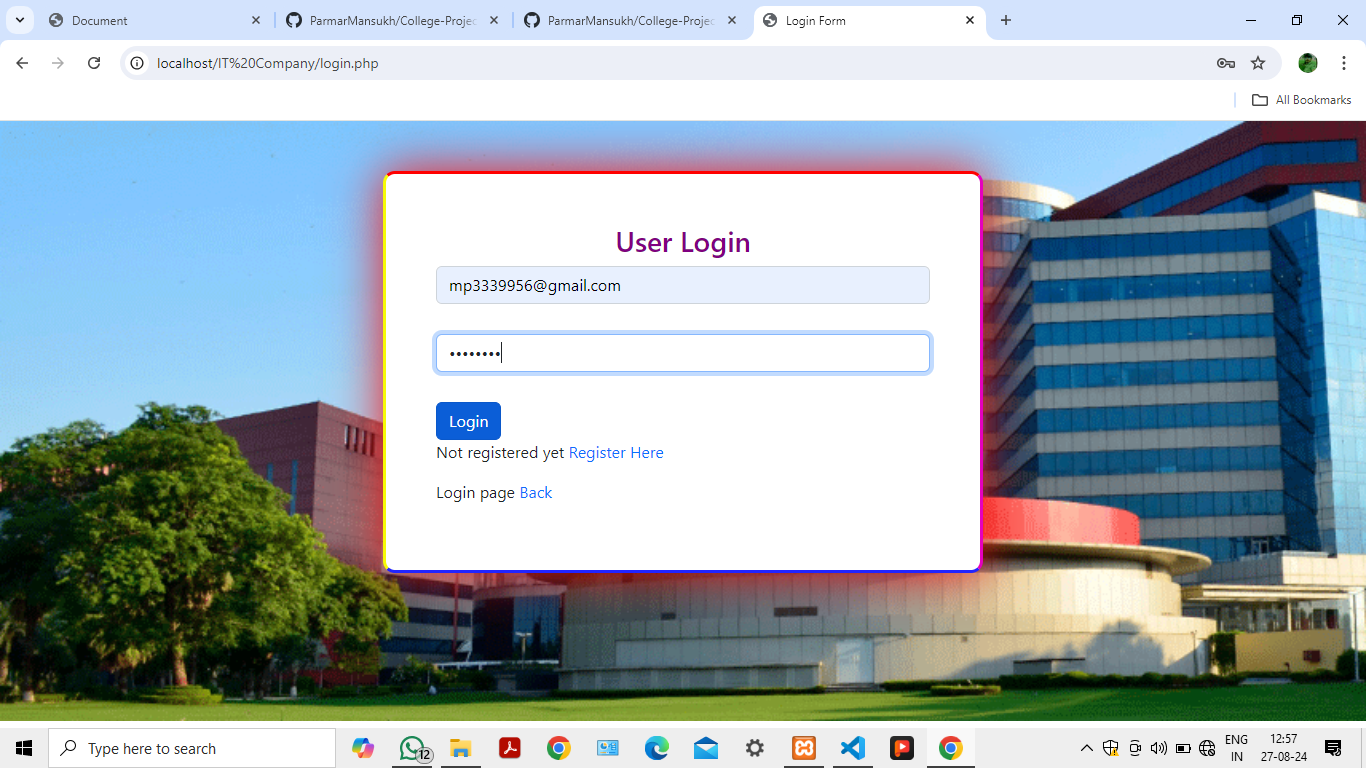 Document
ParmarMansukh/College-Projec
ParmarMansukh/College-Projec
Login Form
localhost/IT%20Company/login.php
All Bookmarks
User Login
mp3339956@gmail.com
••••••••
Login
Not registered yet Register Here
Login page Back
Type here to search
12
ENG
IN
12:57
27-08-24